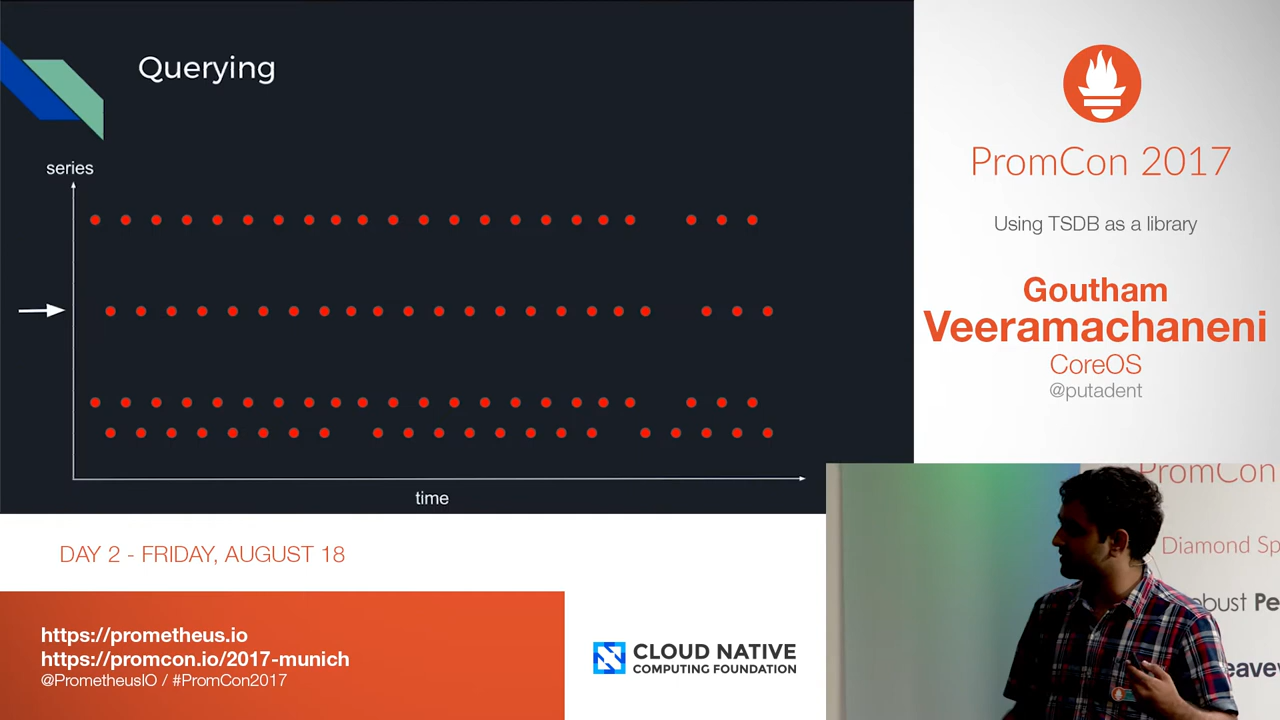 Querying
series
time
PromCon 2017
Using TSDB as a library
Goutham
Veeramachaneni
CoreOS
@putadent
DAY 2 - FRIDAY, AUGUST 18
https://prometheus.io
https://promcon.io/2017-munich
@PrometheusIO / #PromCon2017
CLOUD NATIVE
COMPUTING FOUNDATION
PromCon
Diamond